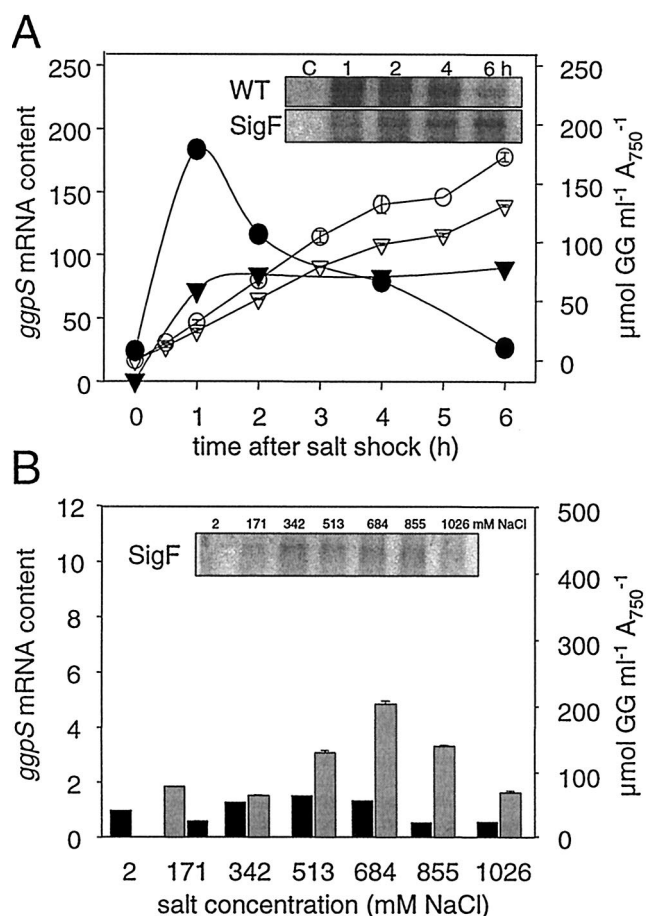 A
250
200
150
100
50
0
ggpS mRNA content
C 1 2 4 6 h
WT
SigF
250
200
150
100
50
0
µmol GG ml-1 A750-1
0 1 2 3 4 5 6
time after salt shock (h)
B
12
10
8
6
4
2
0
ggpS mRNA content
2 171 342 513 684 855 1026 mM NaCl
SigF
500
400
300
200
100
0
µmol GG ml-1 A750-1
2 171 342 513 684 855 1026
salt concentration (mM NaCl)